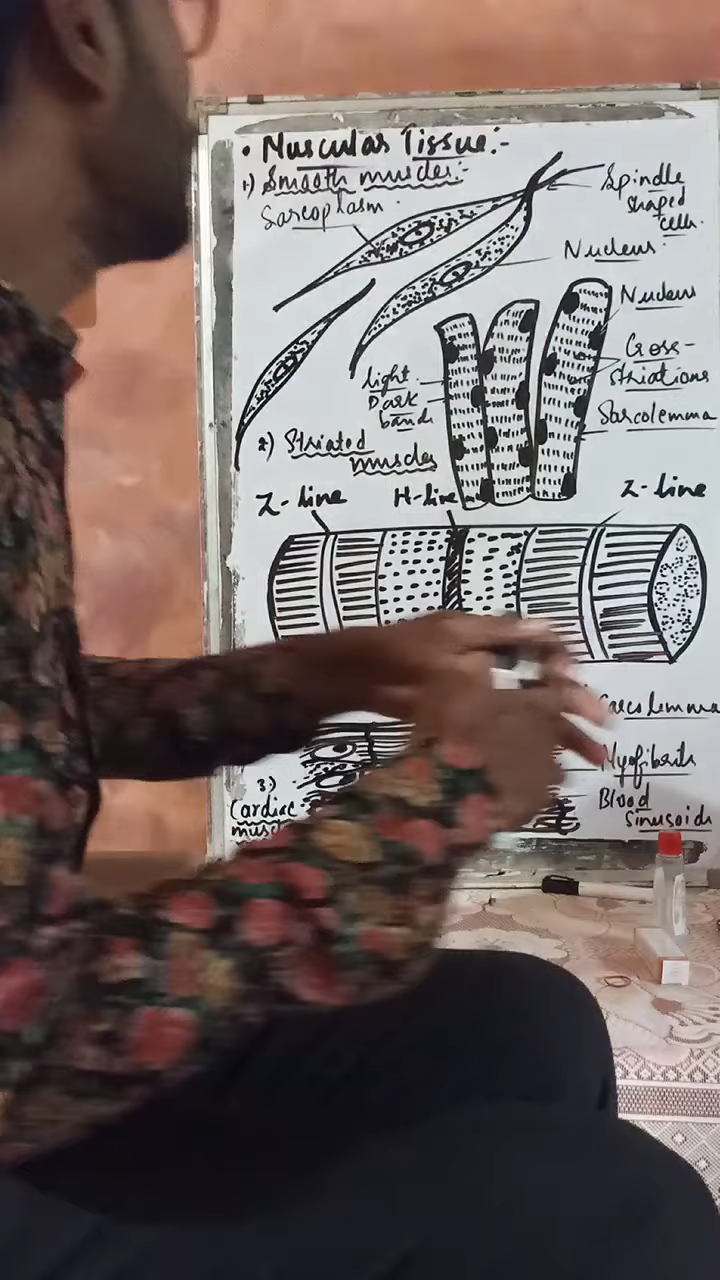 • Muscular Tissue:-
1) Smooth muscles:-
Sarcoplasm
Spindle
shaped
cells.
Nucleus
Nucleus
Cross-
Striations
Sarcolemma
light
Dark
band
2) Striated
muscles
Z-line H-line Z-line
Sarcolemma
Myofibrils
Blood
Sinusoids
3)
Cardiac